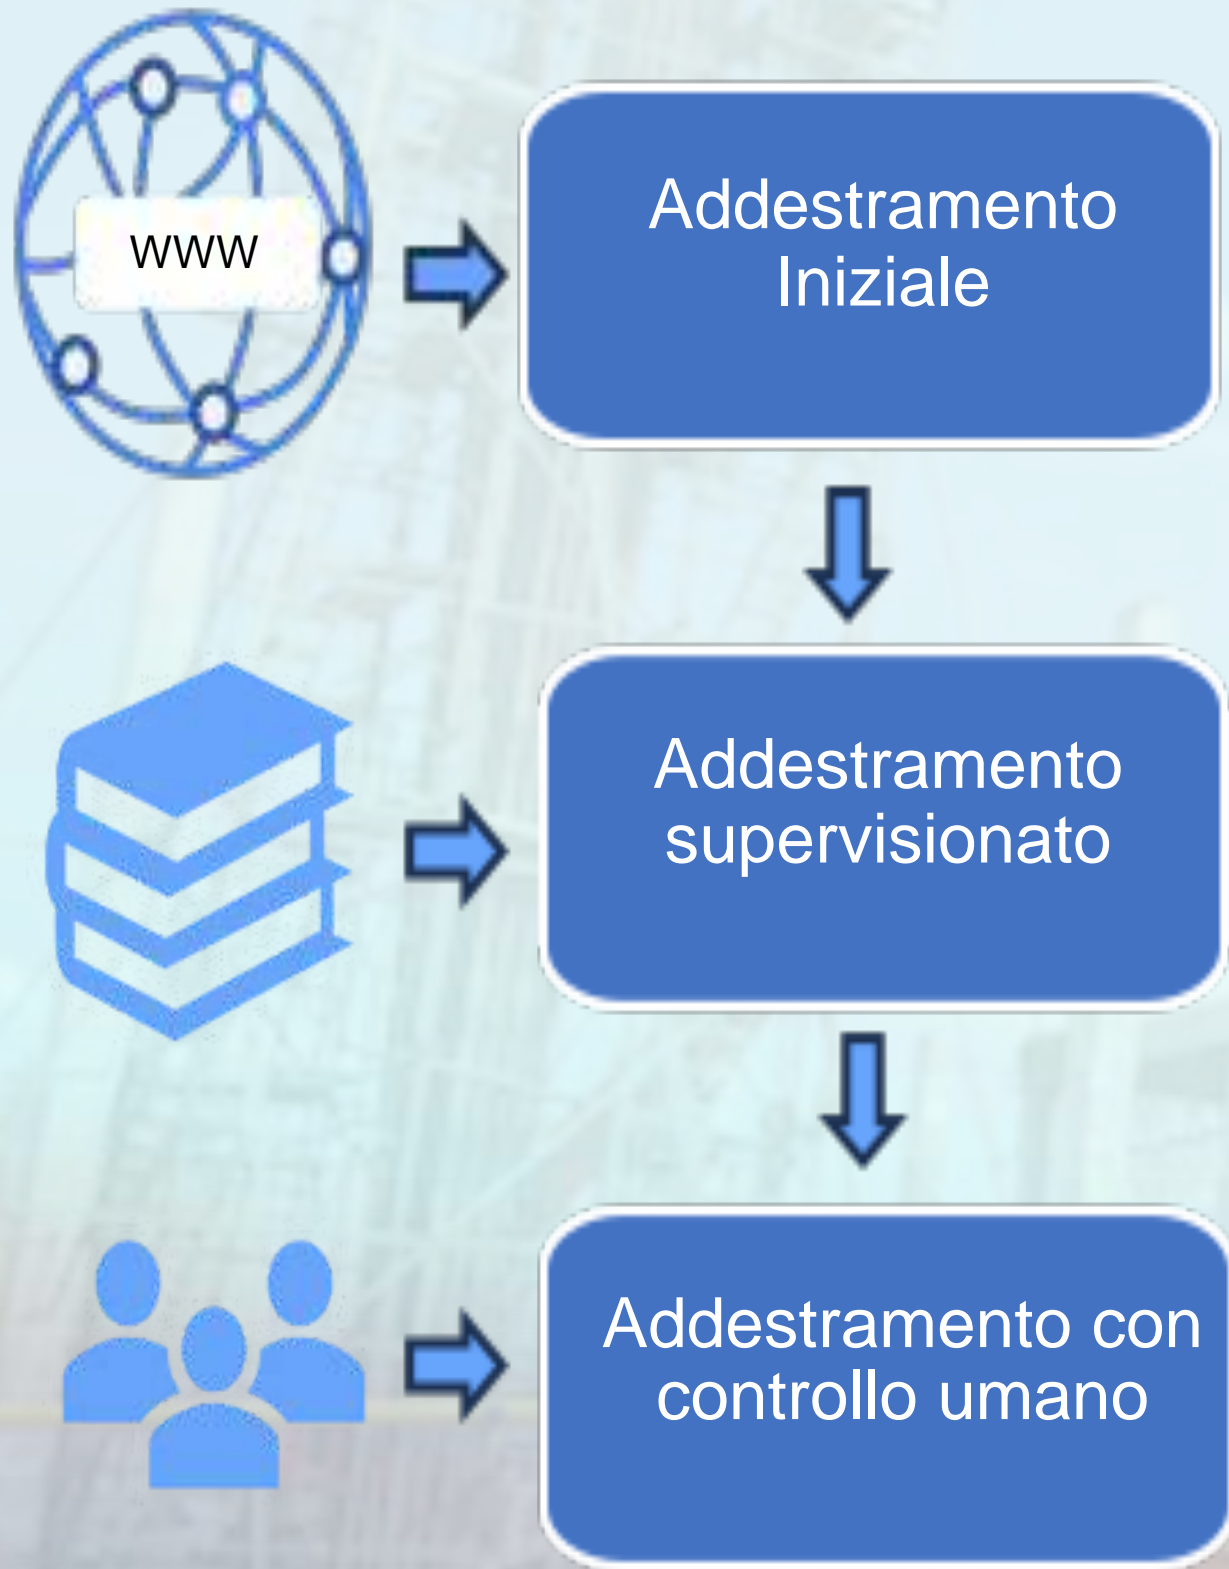 WWW
Addestramento
Iniziale
Addestramento
supervisionato
Addestramento con
controllo umano